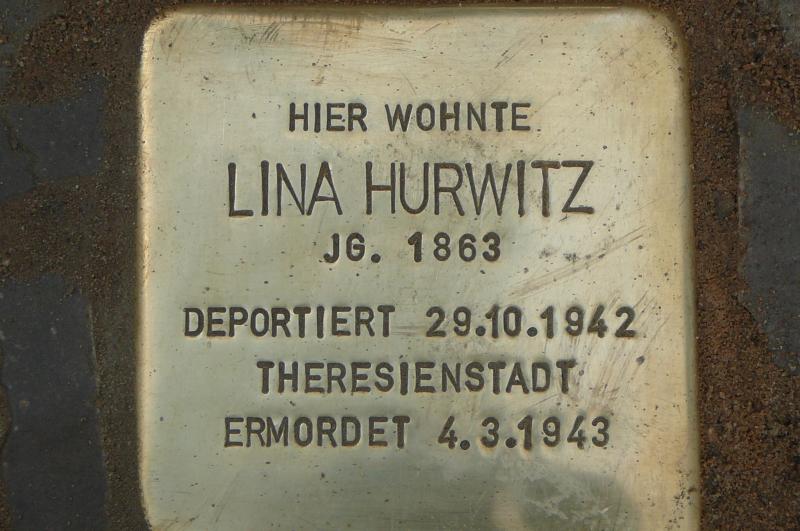 HIER WOHNTE
LINA HURWITZ
JG. 1863
DEPORTIERT 29.10.1942
THERESIENSTADT
ERMORDET 4.3.1943